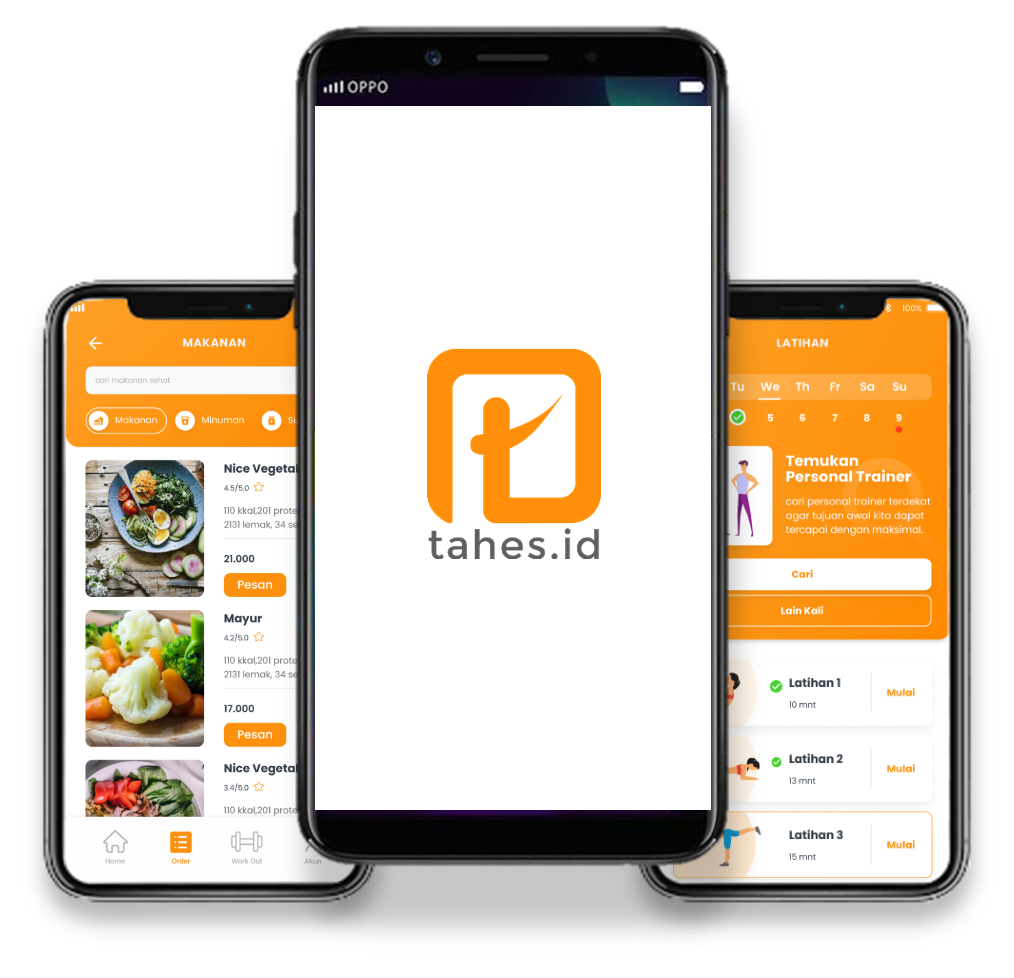 OPPO
tahes.id
MAKANAN
cari makanan sehat
Makanan
Minuman
Nice Vegetal
4.5/5.0
110 kkal,201 prote
2131 lemak, 34 se
21.000
Pesan
Mayur
4.2/5.0
110 kkal,201 prote
2131 lemak, 34 se
17.000
Pesan
Nice Vegetal
3.4/5.0
110 kkal,201 prote
Home
Order
Work Out
Akun
100%
LATIHAN
Tu We Th Fr Sa Su
5 6 7 8 9
Temukan
Personal Trainer
cari personal trainer terdekat
agar tujuan awal kita dapat
tercapai dengan maksimal.
Cari
Lain Kali
Latihan 1
10 mnt
Mulai
Latihan 2
13 mnt
Mulai
Latihan 3
15 mnt
Mulai